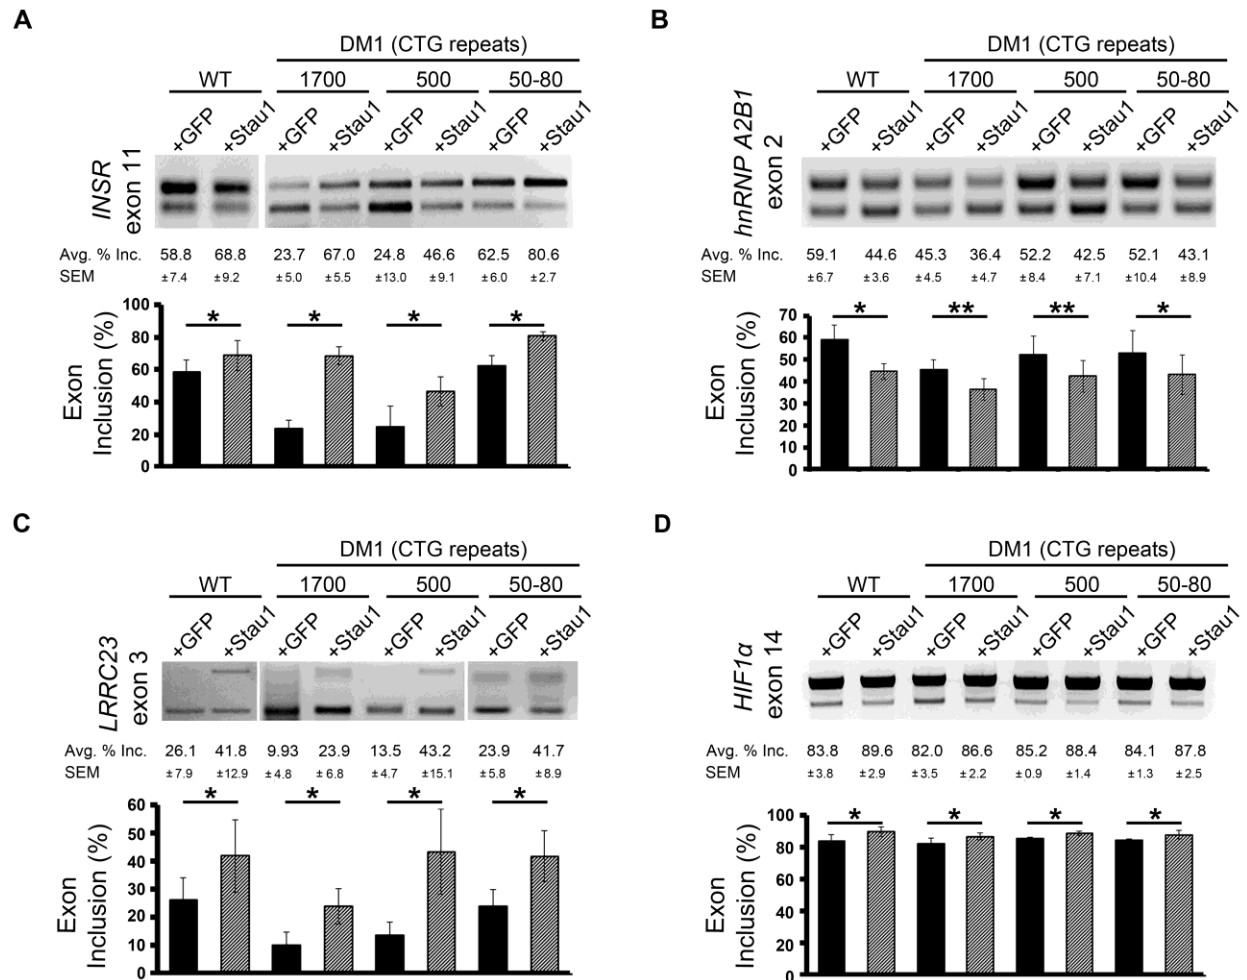 A
DM1 (CTG repeats)
WT 1700 500 50-80
+GFP +Stau1 +GFP +Stau1 +GFP +Stau1 +GFP +Stau1
INSR
exon 11
Avg. % Inc. 58.8 68.8 23.7 67.0 24.8 46.6 62.5 80.6
SEM ±7.4 ±9.2 ±5.0 ±5.5 ±13.0 ±9.1 ±6.0 ±2.7
Exon
Inclusion (%)
100
80
60
40
20
0
* * * *
B
DM1 (CTG repeats)
WT 1700 500 50-80
+GFP +Stau1 +GFP +Stau1 +GFP +Stau1 +GFP +Stau1
hnRNP A2B1
exon 2
Avg. % Inc. 59.1 44.6 45.3 36.4 52.2 42.5 52.1 43.1
SEM ±6.7 ±3.6 ±4.5 ±4.7 ±8.4 ±7.1 ±10.4 ±8.9
Exon
Inclusion (%)
70
60
50
40
30
20
10
0
* ** ** *
C
DM1 (CTG repeats)
WT 1700 500 50-80
+GFP +Stau1 +GFP +Stau1 +GFP +Stau1 +GFP +Stau1
LRRC23
exon 3
Avg. % Inc. 26.1 41.8 9.93 23.9 13.5 43.2 23.9 41.7
SEM ±7.9 ±12.9 ±4.8 ±6.8 ±4.7 ±15.1 ±5.8 ±8.9
Exon
Inclusion (%)
60
50
40
30
20
10
0
* * * *
D
DM1 (CTG repeats)
WT 1700 500 50-80
+GFP +Stau1 +GFP +Stau1 +GFP +Stau1 +GFP +Stau1
HIF1α
exon 14
Avg. % Inc. 83.8 89.6 82.0 86.6 85.2 88.4 84.1 87.8
SEM ±3.8 ±2.9 ±3.5 ±2.2 ±0.9 ±1.4 ±1.3 ±2.5
Exon
Inclusion (%)
100
80
60
40
20
0
* * * *